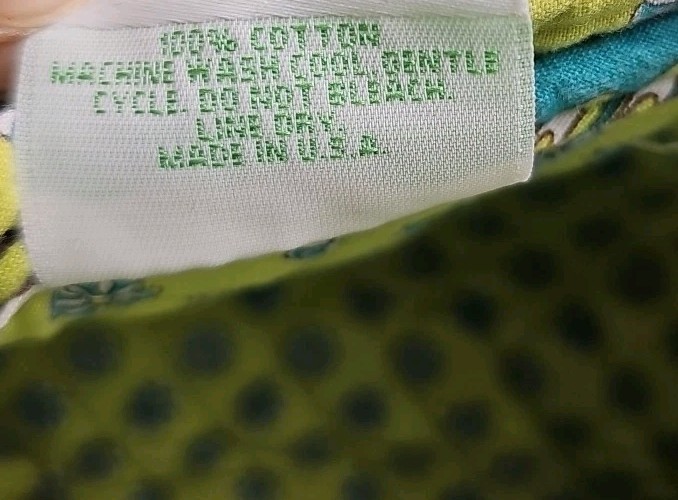 100% COTTON
MACHINE WASH COOL, GENTLE
CYCLE. DO NOT BLEACH.
LINE DRY.
MADE IN U.S.A.